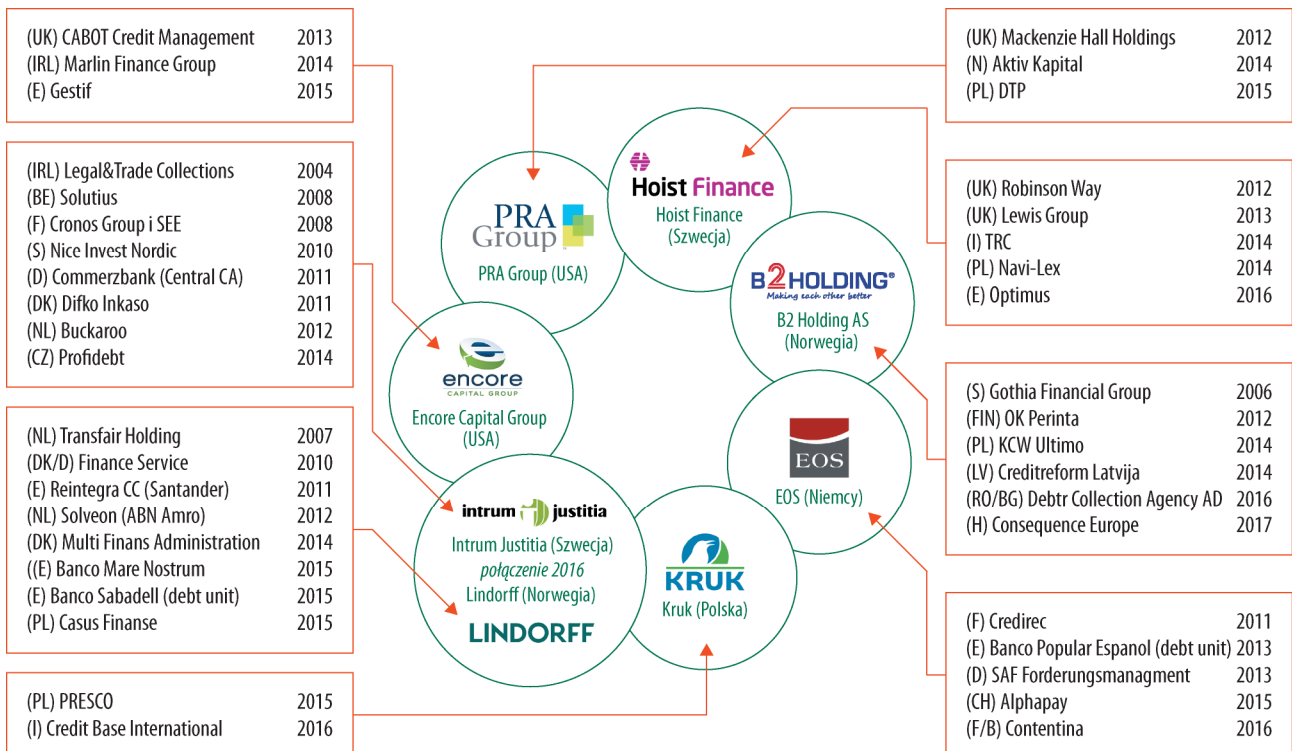 (UK) CABOT Credit Management 2013
(IRL) Marlin Finance Group 2014
(E) Gestif 2015
(IRL) Legal&Trade Collections 2004
(BE) Solutius 2008
(F) Cronos Group i SEE 2008
(S) Nice Invest Nordic 2010
(D) Commerzbank (Central CA) 2011
(DK) Difko Inkaso 2011
(NL) Buckaroo 2012
(CZ) Profidebt 2014
(NL) Transfair Holding 2007
(DK/D) Finance Service 2010
(E) Reintegra CC (Santander) 2011
(NL) Solveon (ABN Amro) 2012
(DK) Multi Finans Administration 2014
((E) Banco Mare Nostrum 2015
(E) Banco Sabadell (debt unit) 2015
(PL) Casus Finanse 2015
(PL) PRESCO 2015
(I) Credit Base International 2016
PRA
Group
PRA Group (USA)
Hoist Finance
Hoist Finance
(Szwecja)
B2HOLDING®
Making each other better
B2 Holding AS
(Norwegia)
e
encore
CAPITAL GROUP
Encore Capital Group
(USA)
EOS
EOS (Niemcy)
intrum justitia
Intrum Justitia (Szwecja)
połączenie 2016
Lindorff (Norwegia)
LINDORFF
KRUK
Kruk (Polska)
(UK) Mackenzie Hall Holdings 2012
(N) Aktiv Kapital 2014
(PL) DTP 2015
(UK) Robinson Way 2012
(UK) Lewis Group 2013
(I) TRC 2014
(PL) Navi-Lex 2014
(E) Optimus 2016
(S) Gothia Financial Group 2006
(FIN) OK Perinta 2012
(PL) KCW Ultimo 2014
(LV) Creditreform Latvija 2014
(RO/BG) Debtr Collection Agency AD 2016
(H) Consequence Europe 2017
(F) Credirec 2011
(E) Banco Popular Espanol (debt unit) 2013
(D) SAF Forderungsmanagment 2013
(CH) Alphapay 2015
(F/B) Contentina 2016